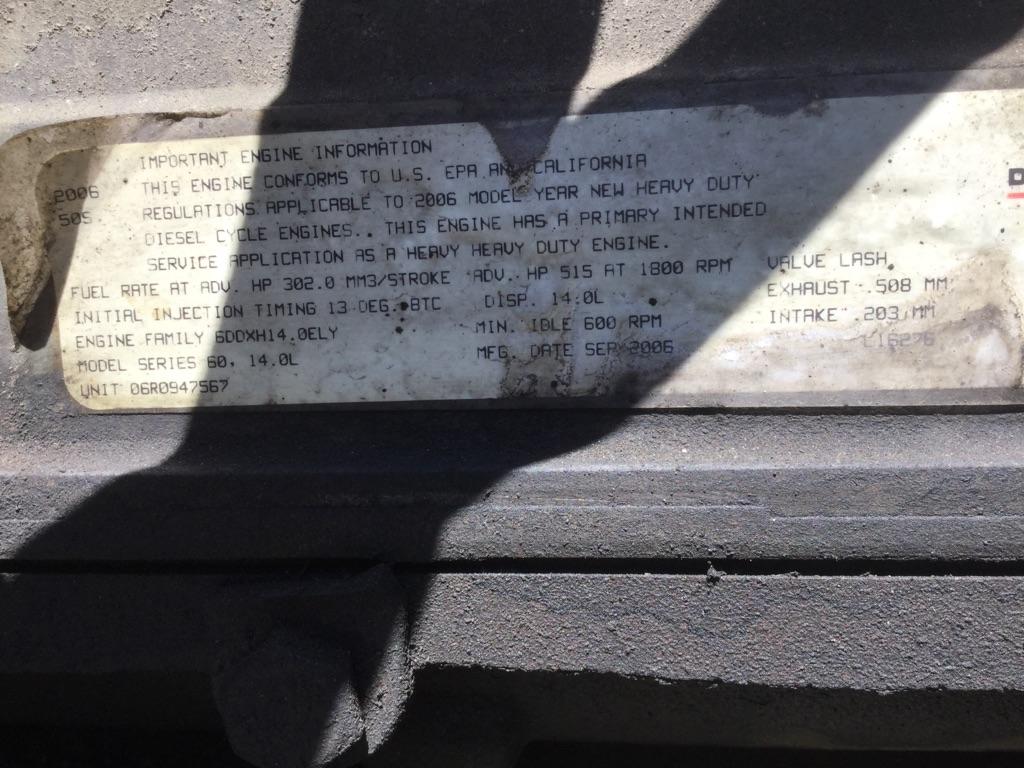 IMPORTANT ENGINE INFORMATION
2006 THIS ENGINE CONFORMS TO U.S. EPA AND CALIFORNIA
505 REGULATIONS APPLICABLE TO 2006 MODEL YEAR NEW HEAVY DUTY
DIESEL CYCLE ENGINES.. THIS ENGINE HAS A PRIMARY INTENDED
SERVICE APPLICATION AS A HEAVY HEAVY DUTY ENGINE.
FUEL RATE AT ADV. HP 302.0 MM3/STROKE ADV. HP 515 AT 1800 RPM VALVE LASH
INITIAL INJECTION TIMING 13 DEG. BTC DISP. 14.0L EXHAUST .508 MM
ENGINE FAMILY 6DDXH14.0ELY MIN. IDLE 600 RPM INTAKE .203 MM
MODEL SERIES 60, 14.0L MFG. DATE SEP 2006
UNIT 06R0947567